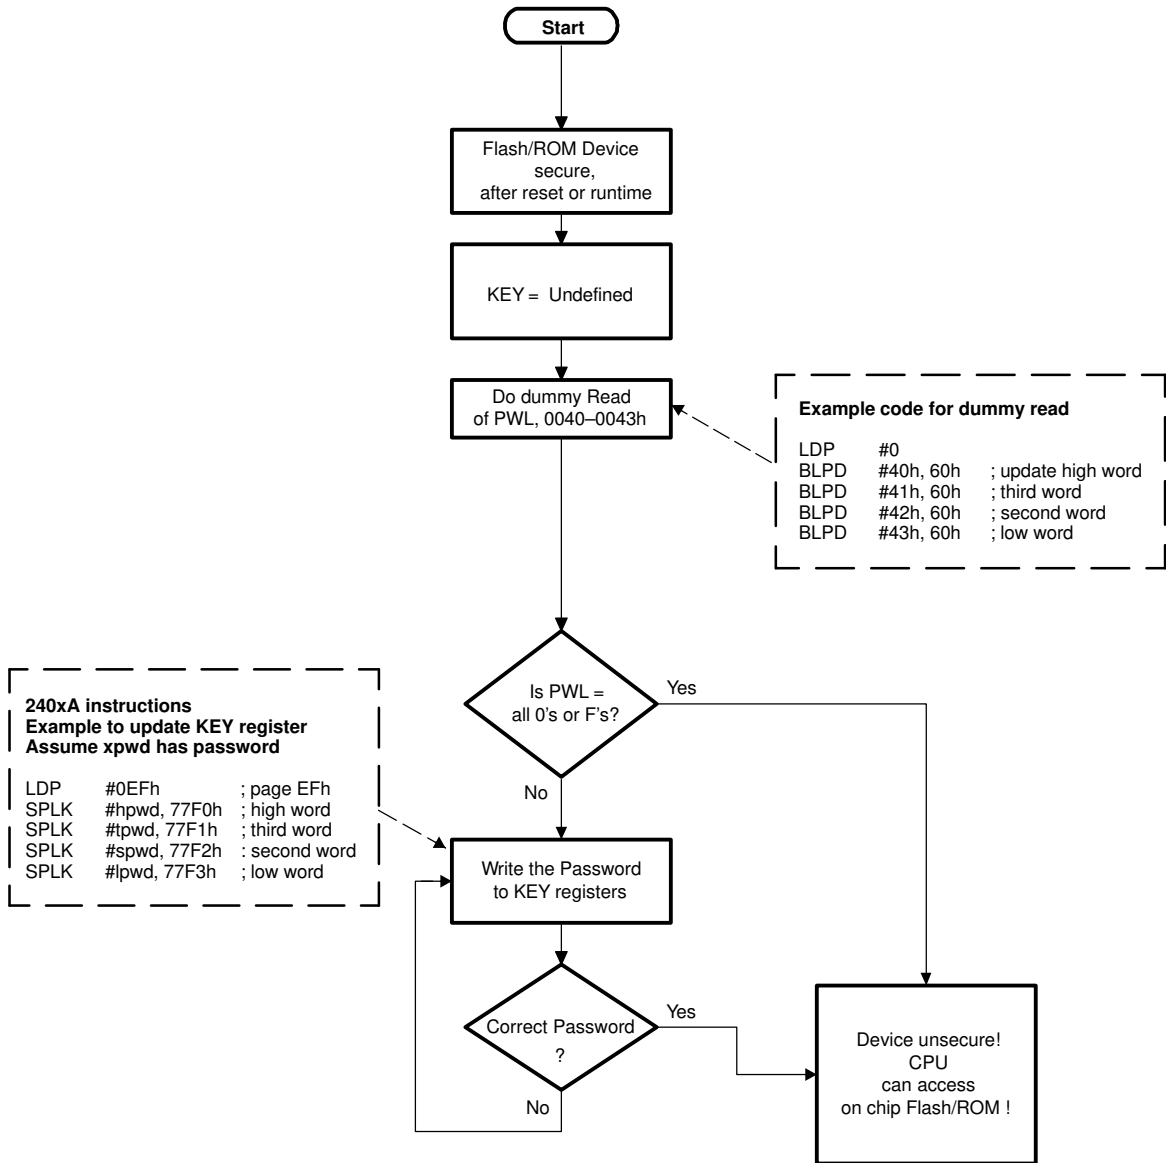 Start
Flash/ROM Device
secure,
after reset or runtime
KEY = Undefined
Do dummy Read
of PWL, 0040–0043h
Example code for dummy read
LDP #0
BLPD #40h, 60h ; update high word
BLPD #41h, 60h ; third word
BLPD #42h, 60h ; second word
BLPD #43h, 60h ; low word
Is PWL =
all 0's or F's?
Yes
No
240xA instructions
Example to update KEY register
Assume xpwd has password
LDP #0EFh ; page EFh
SPLK #hpwd, 77F0h ; high word
SPLK #tpwd, 77F1h ; third word
SPLK #spwd, 77F2h : second word
SPLK #lpwd, 77F3h ; low word
Write the Password
to KEY registers
Correct Password
?
Yes
No
Device unsecure!
CPU
can access
on chip Flash/ROM !